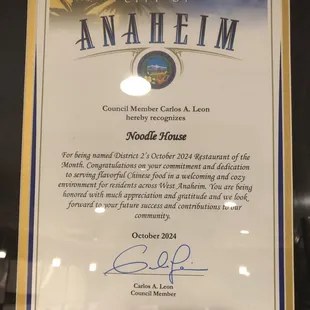 CITY OF
ANAHEIM
Council Member Carlos A. Leon
hereby recognizes
Noodle House
For being named District 2's October 2024 Restaurant of the
Month. Congratulations on your commitment and dedication
to serving flavorful Chinese food in a welcoming and cozy
environment for residents across West Anaheim. You are being
honored with much appreciation and gratitude and we look
forward to your future success and contributions to our
community.
October 2024
Carlos A. Leon
Council Member